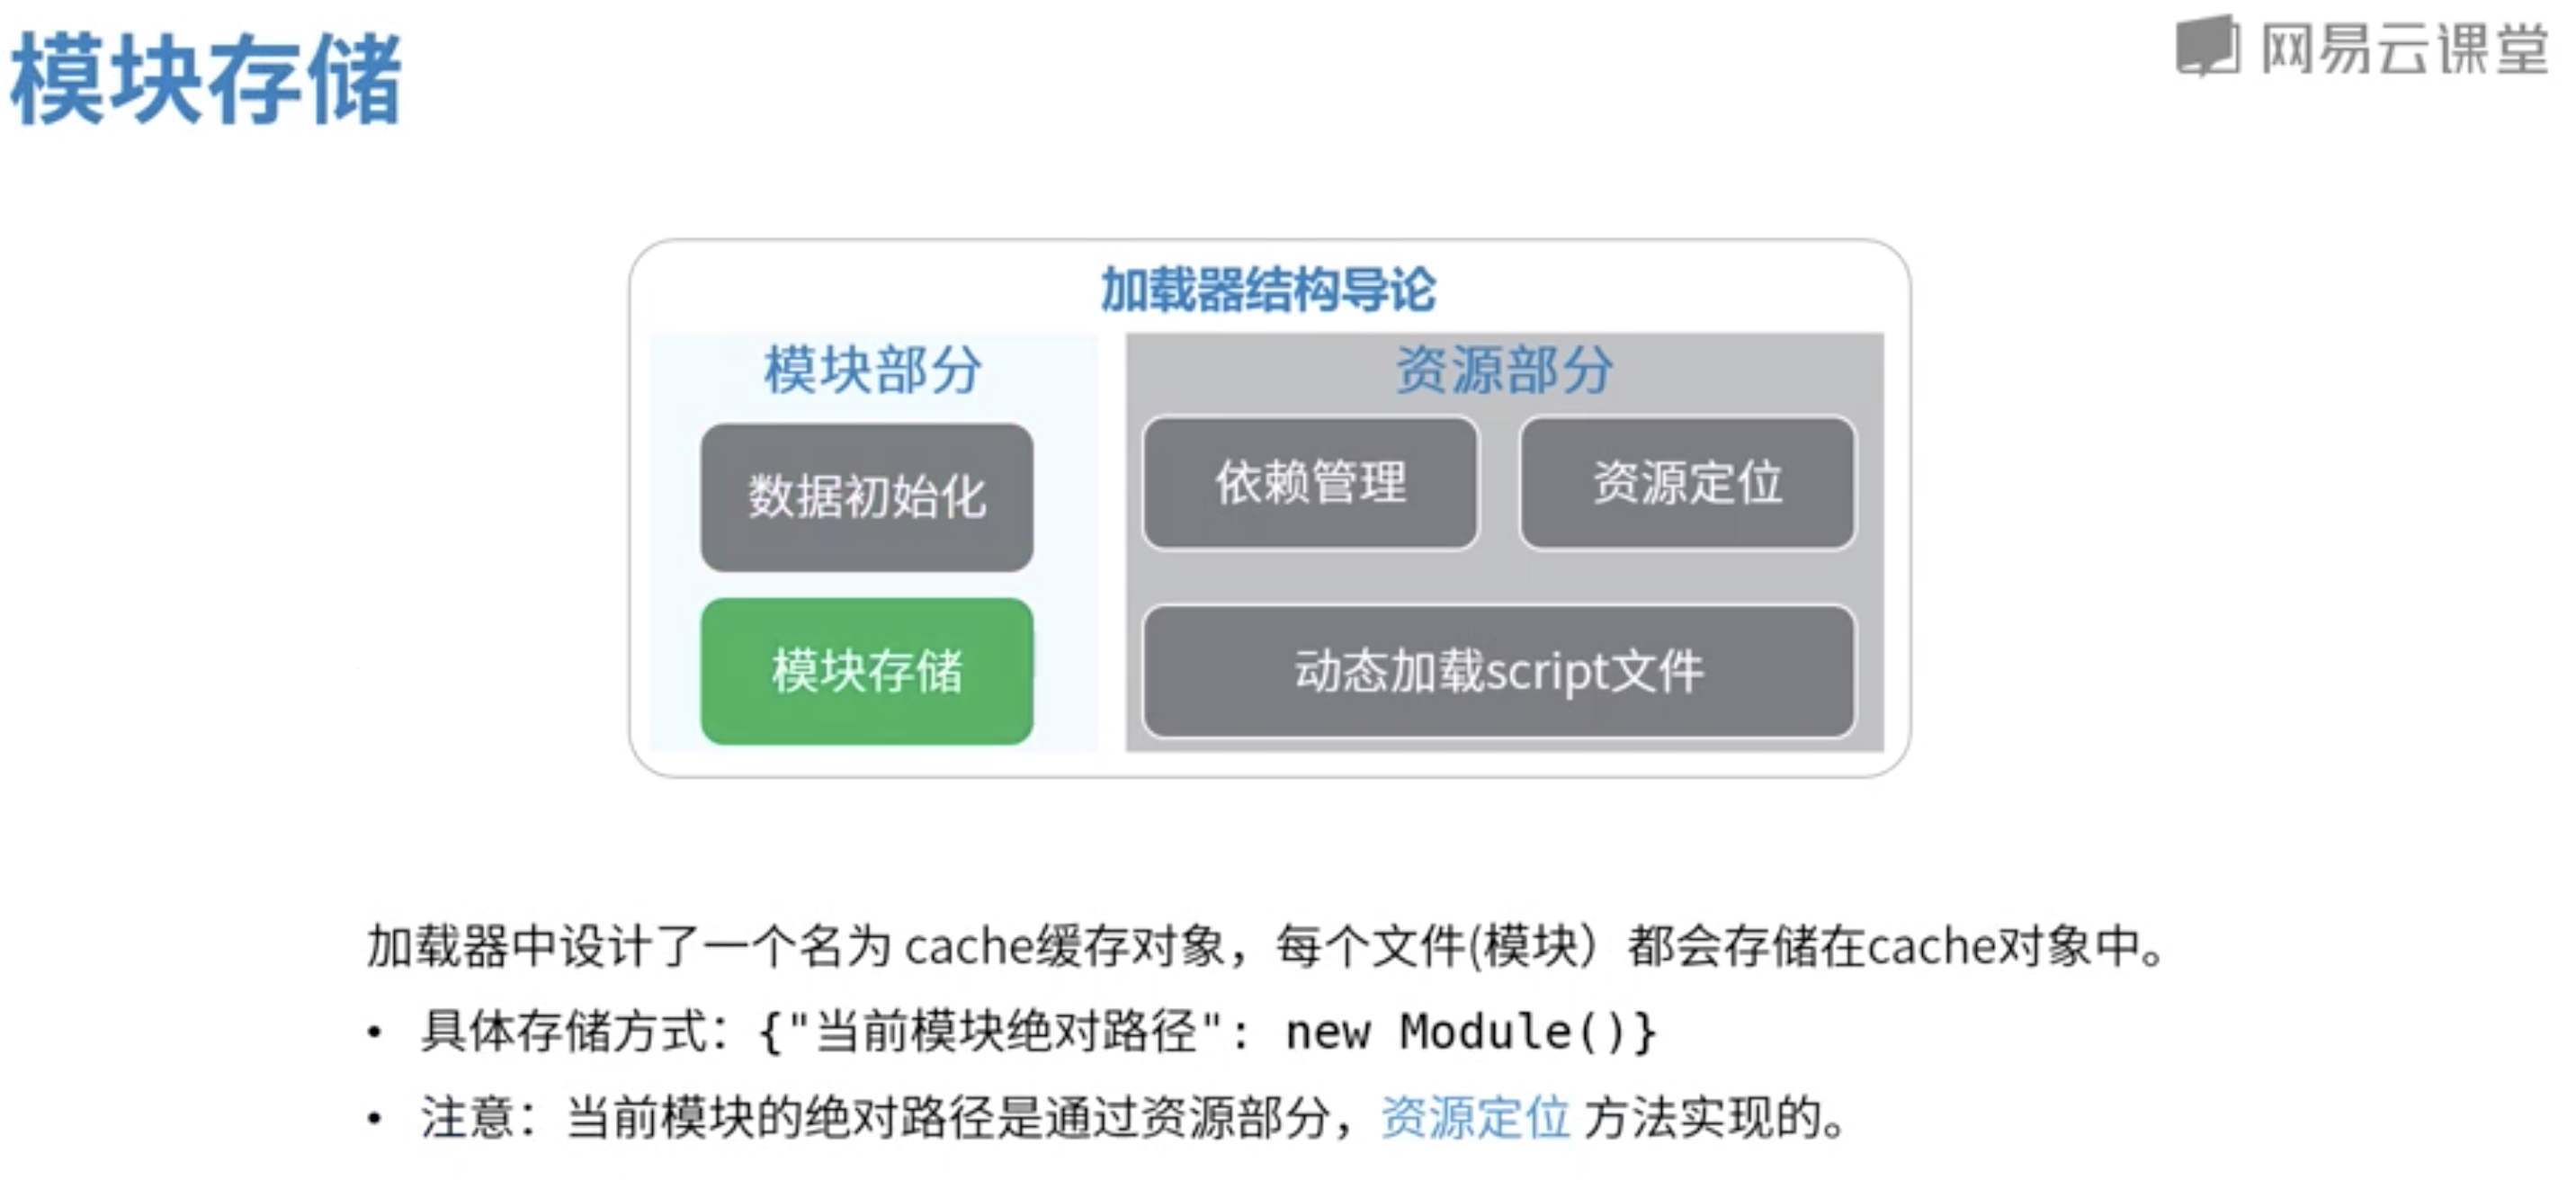 模块存储
网易云课堂
加载器结构导论
模块部分
资源部分
数据初始化
依赖管理
资源定位
模块存储
动态加载script文件
加载器中设计了一个名为 cache缓存对象，每个文件(模块）都会存储在cache对象中。
• 具体存储方式：{"当前模块绝对路径": new Module()}
• 注意：当前模块的绝对路径是通过资源部分，资源定位 方法实现的。